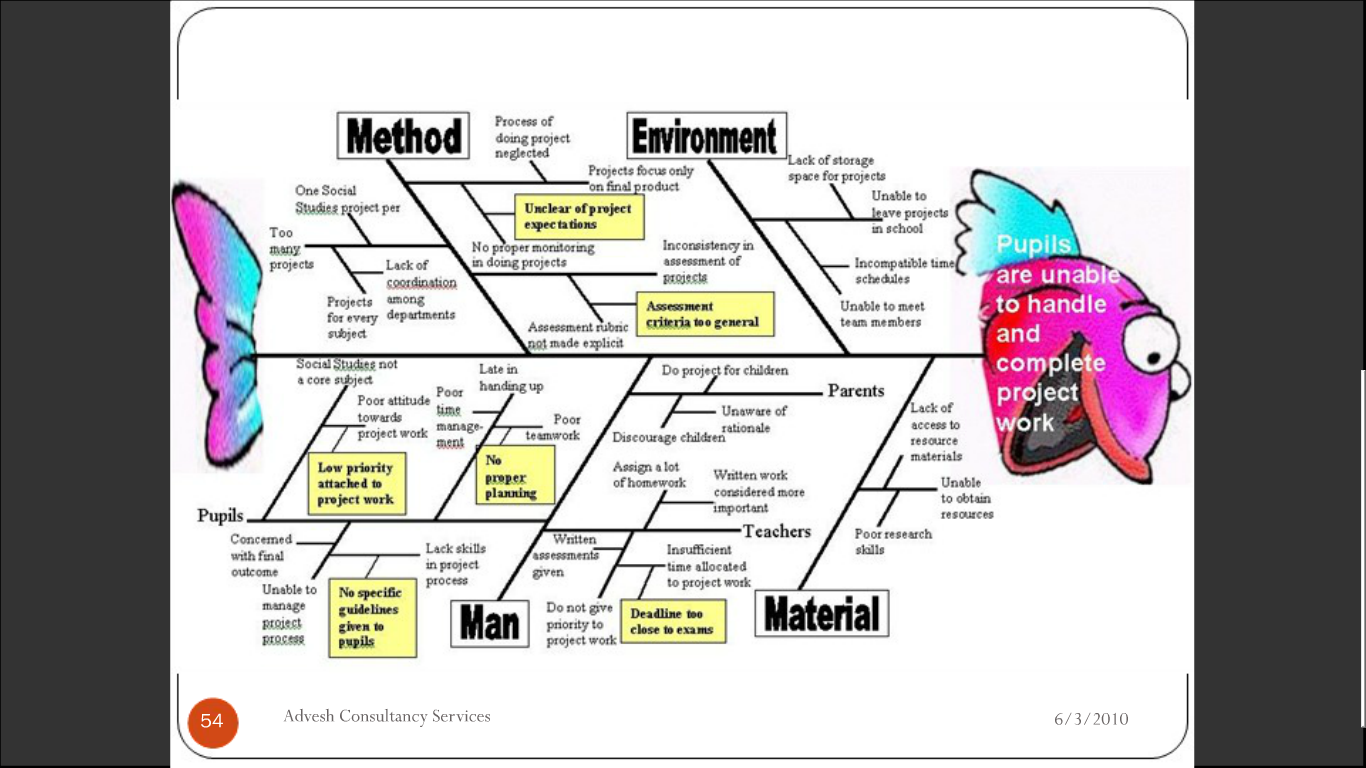 Method
Process of
doing project
neglected
Environment
Projects focus only
on final product
Lack of storage
space for projects
One Social
Studies project per
Unclear of project
expectations
Unable to
leave projects
in school
Too
many
projects
No proper monitoring
in doing projects
Inconsistency in
assessment of
projects
Lack of
coordination
among
departments
Incompatible time
schedules
Projects
for every
subject
Assessment
criteria too general
Unable to meet
team members
Assessment rubric
not made explicit
Pupils
are unable
to handle
and
complete
project
work
Social Studies not
a core subject
Late in
handing up
Do project for children
Parents
Poor attitude
towards
project work
Poor
time
manage-
ment
Poor
teamwork
Unaware of
rationale
Discourage children
Lack of
access to
resource
materials
Low priority
attached to
project work
No
proper
planning
Assign a lot
of homework
Written work
considered more
important
Unable
to obtain
resources
Pupils
Teachers
Poor research
skills
Concerned
with final
outcome
Lack skills
in project
process
Written
assessments
given
Insufficient
time allocated
to project work
Unable to
manage
project
process
No specific
guidelines
given to
pupils
Man
Do not give
priority to
project work
Deadline too
close to exams
Material
54
Advesh Consultancy Services
6/3/2010